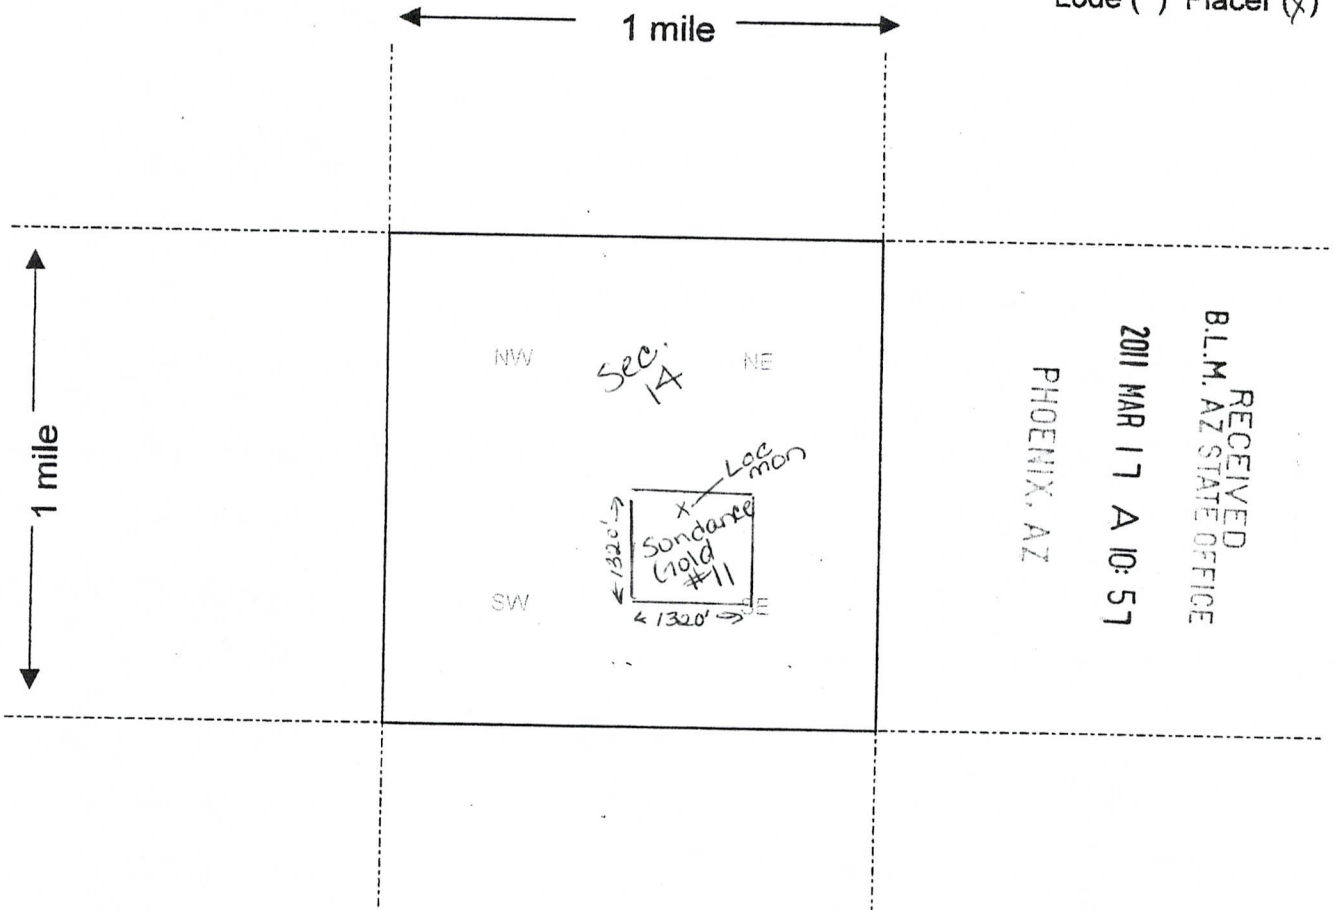 Lode ( ) Placer (X)
1 mile
1 mile
NW
Sec.
14
NE
Loc
mon
X
Sundance
Gold
#11
1320'
1320'
SW
SE
RECEIVED
B.L.M. AZ STATE OFFICE
2011 MAR 17 A 10:57
PHOENIX, AZ